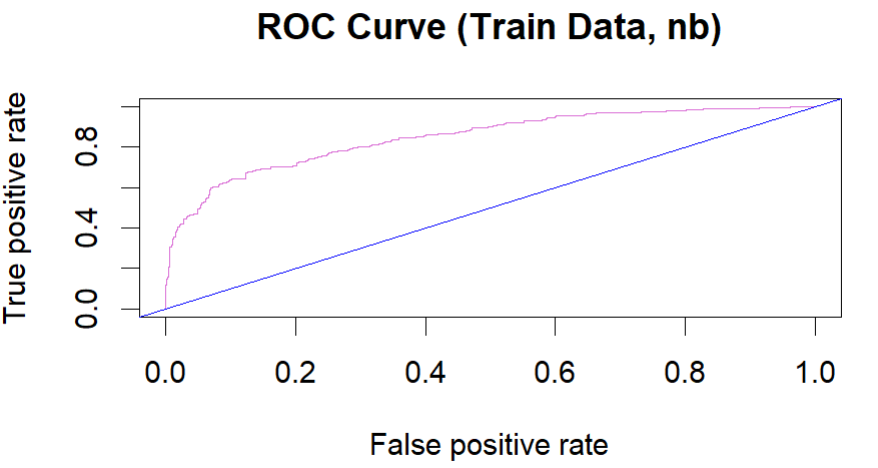 ROC Curve (Train Data, nb)
True positive rate
0.8
0.4
0.0
0.0 0.2 0.4 0.6 0.8 1.0
False positive rate